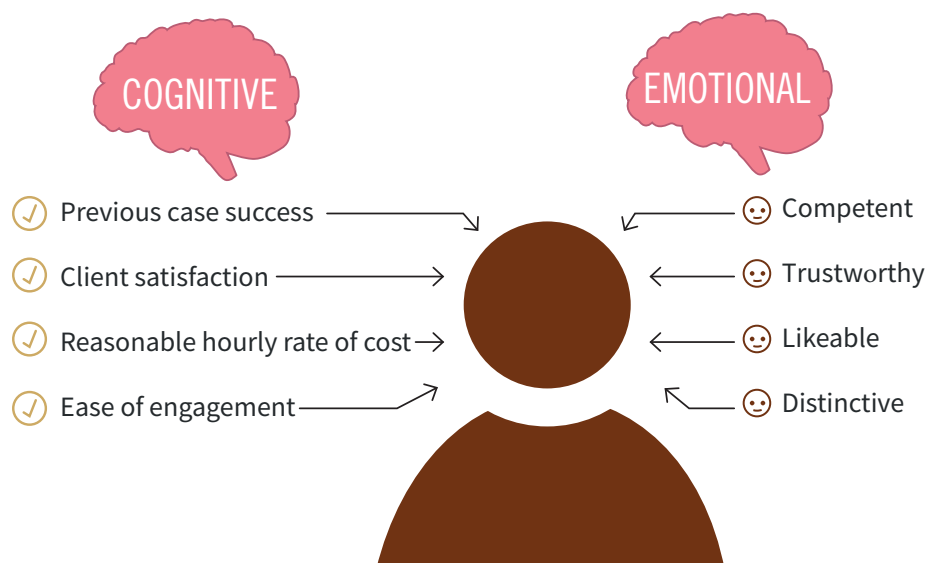 COGNITIVE
Previous case success
Client satisfaction
Reasonable hourly rate of cost
Ease of engagement
EMOTIONAL
Competent
Trustworthy
Likeable
Distinctive